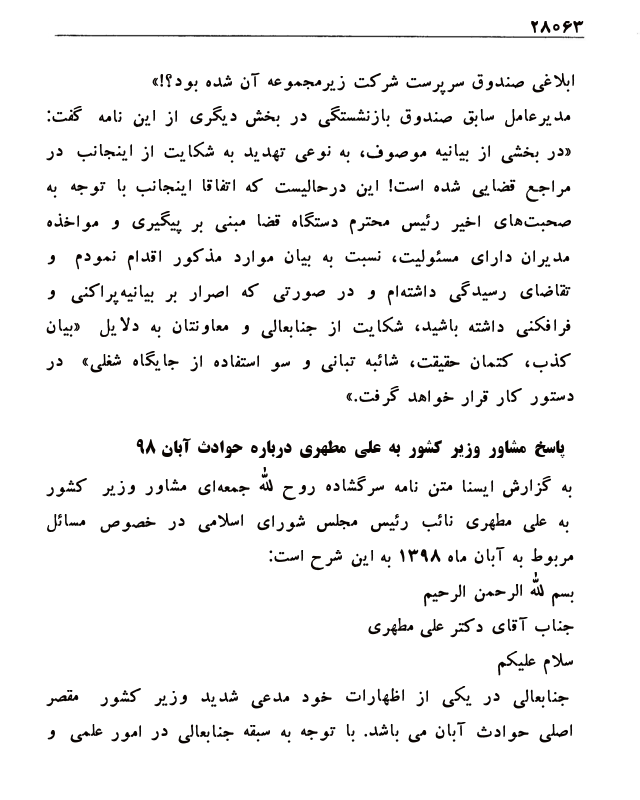 ۲۸۰۶۳
ابلاغی صندوق سرپرست شرکت زیرمجموعه آن شده بود؟!»
مدیرعامل سابق صندوق بازنشستگی در بخش دیگری از این نامه گفت:
«در بخشی از بیانیه موصوف، به نوعی تهدید به شکایت از اینجانب در
مراجع قضایی شده است! این درحالیست که اتفاقا اینجانب با توجه به
صحبت‌های اخیر رئیس محترم دستگاه قضا مبنی بر پیگیری و مواخذه
مدیران دارای مسئولیت، نسبت به بیان موارد مذکور اقدام نمودم و
تقاضای رسیدگی داشته‌ام و در صورتی که اصرار بر بیانیه‌پراکنی و
فرافکنی داشته باشید، شکایت از جنابعالی و معاونتان به دلایل «بیان
کذب، کتمان حقیقت، شائبه تبانی و سو استفاده از جایگاه شغلی» در
دستور کار قرار خواهد گرفت.»
پاسخ مشاور وزیر کشور به علی مطهری درباره حوادث آبان ۹۸
به گزارش ایسنا متن نامه سرگشاده روح لله جمعه‌ای مشاور وزیر کشور
به علی مطهری نائب رئیس مجلس شورای اسلامی در خصوص مسائل
مربوط به آبان ماه ۱۳۹۸ به این شرح است:
بسم لله الرحمن الرحیم
جناب آقای دکتر علی مطهری
سلام علیکم
جنابعالی در یکی از اظهارات خود مدعی شدید وزیر کشور مقصر
اصلی حوادث آبان می باشد. با توجه به سبقه جنابعالی در امور علمی و